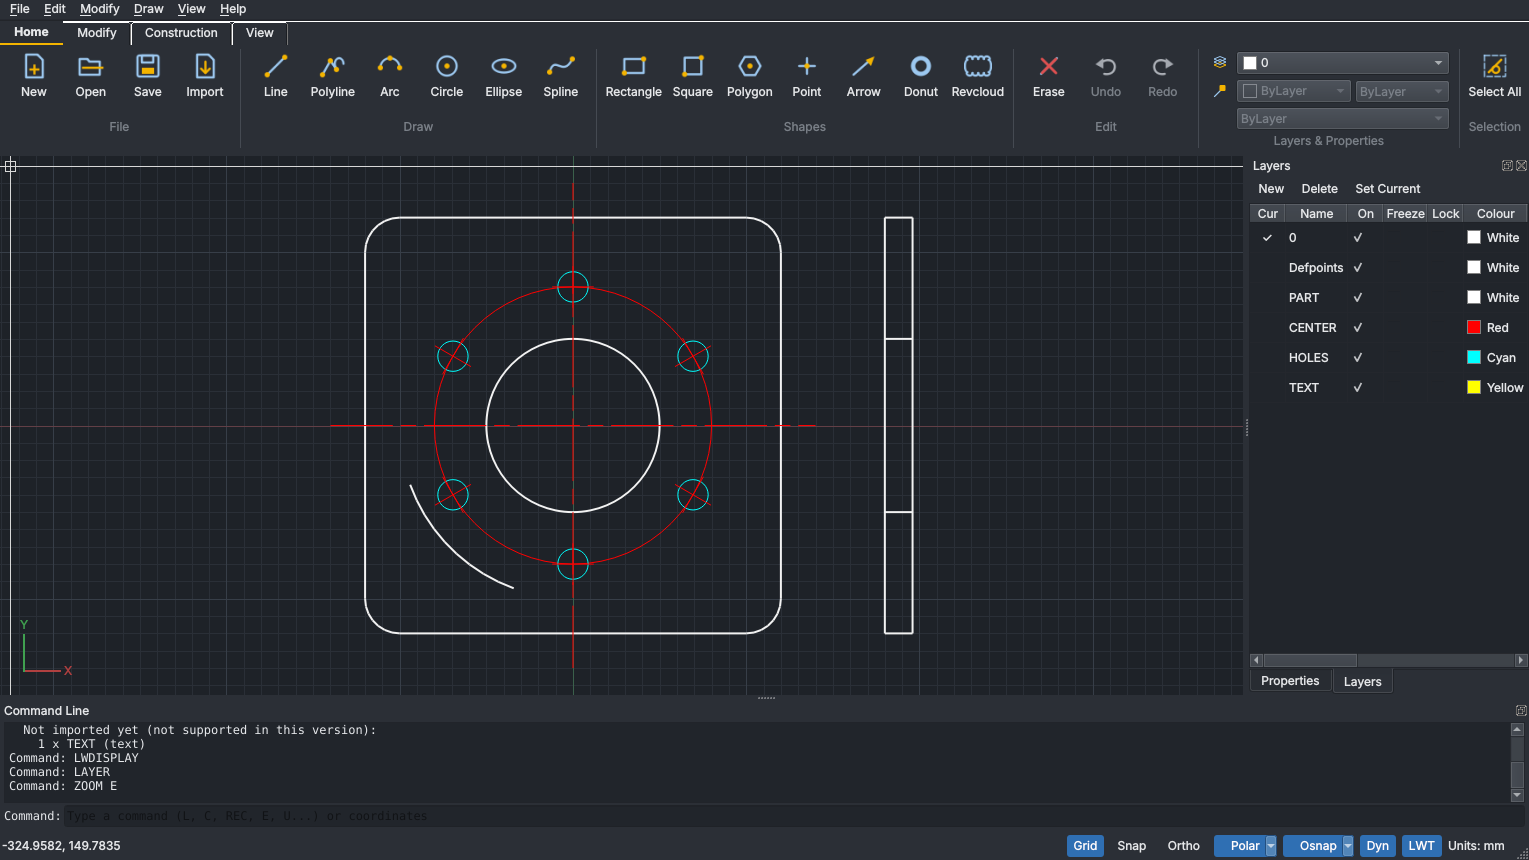 File Edit Modify Draw View Help
Home Modify Construction View
New Open Save Import Line Polyline Arc Circle Ellipse Spline Rectangle Square Polygon Point Arrow Donut Revcloud Erase Undo Redo Select All
0
ByLayer ByLayer
ByLayer
File Draw Shapes Edit Layers & Properties Selection
Layers
New Delete Set Current
Cur Name On Freeze Lock Colour
0 White
Defpoints White
PART White
CENTER Red
HOLES Cyan
TEXT Yellow
Y
X
Properties Layers
Command Line
Not imported yet (not supported in this version):
1 x TEXT (text)
Command: LWDISPLAY
Command: LAYER
Command: ZOOM E
Command: Type a command (L, C, REC, E, U...) or coordinates
-324.9582, 149.7835 Grid Snap Ortho Polar Osnap Dyn LWT Units: mm